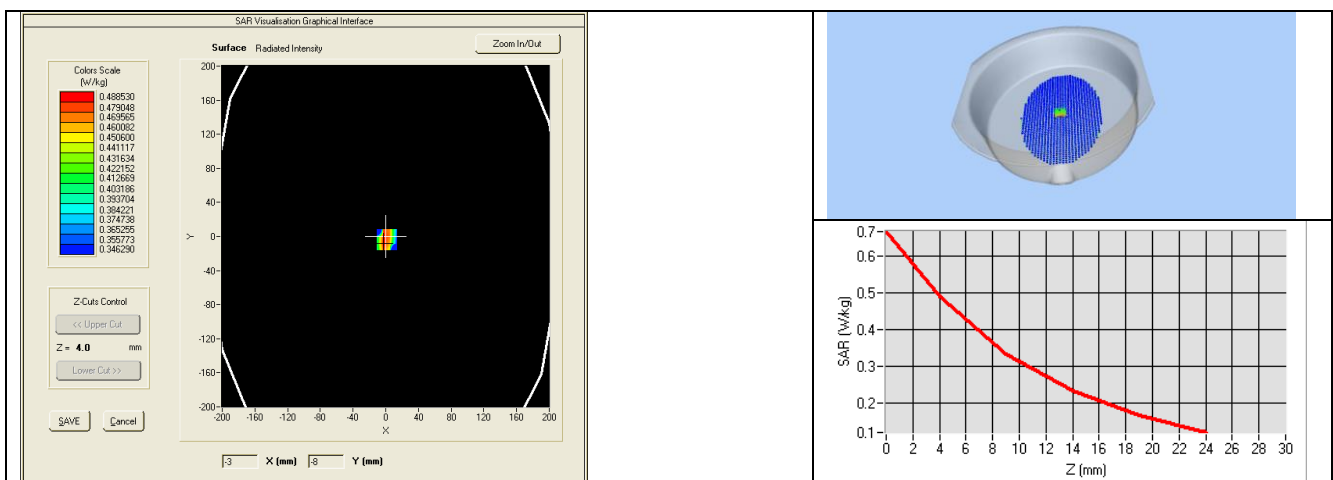 SAR Visualisation Graphical Interface
Surface Radiated Intensity
Zoom In/Out
Colors Scale
(W/kg)
0.488530
0.479048
0.469565
0.460082
0.450600
0.441117
0.431634
0.422152
0.412669
0.403186
0.393704
0.384221
0.374738
0.365255
0.355773
0.346290
Z-Cuts Control
<< Upper Cut
Z = 4.0 mm
Lower Cut >>
SAVE Cancel
200-
160-
120-
80-
40-
Y 0-
-40-
-80-
-120-
-160-
-200-
-200 -160 -120 -80 -40 0 40 80 120 160 200
X
-3 X (mm) -8 Y (mm)
0.7-
0.6-
0.5-
0.4-
0.3-
0.2-
0.1-
SAR (W/kg)
0 2 4 6 8 10 12 14 16 18 20 22 24 26 28 30
Z (mm)